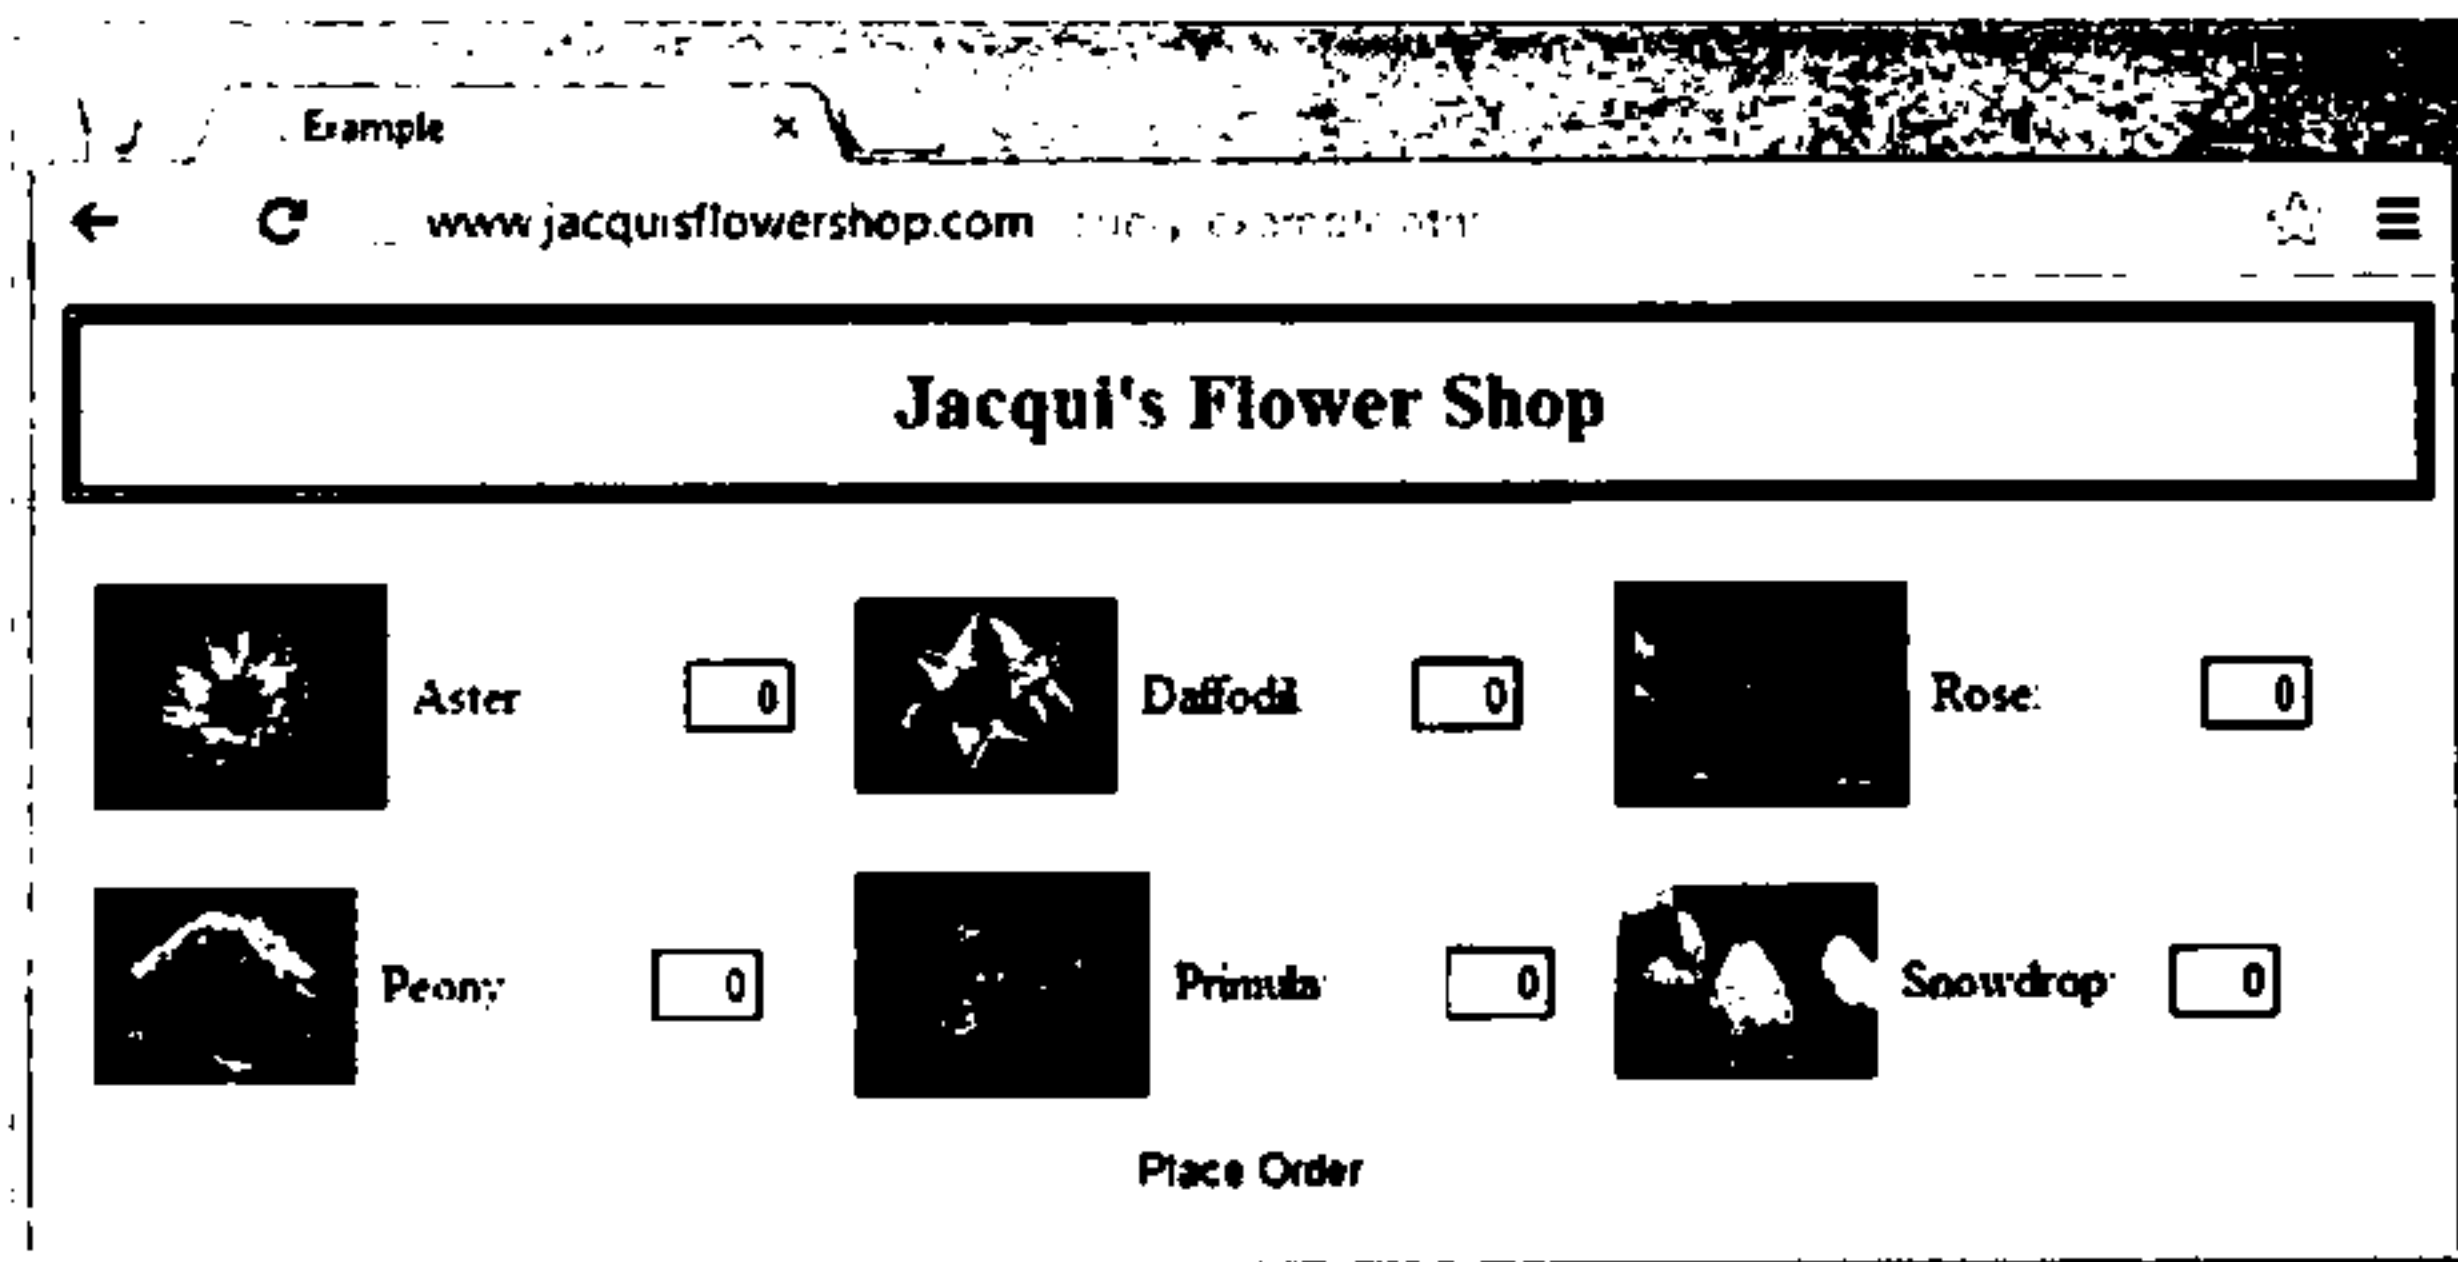 Example
www.jacquisflowershop.com
Jacqui's Flower Shop
Aster 0 Daffodil 0 Rose: 0
Peony 0 Primula 0 Snowdrop 0
Place Order